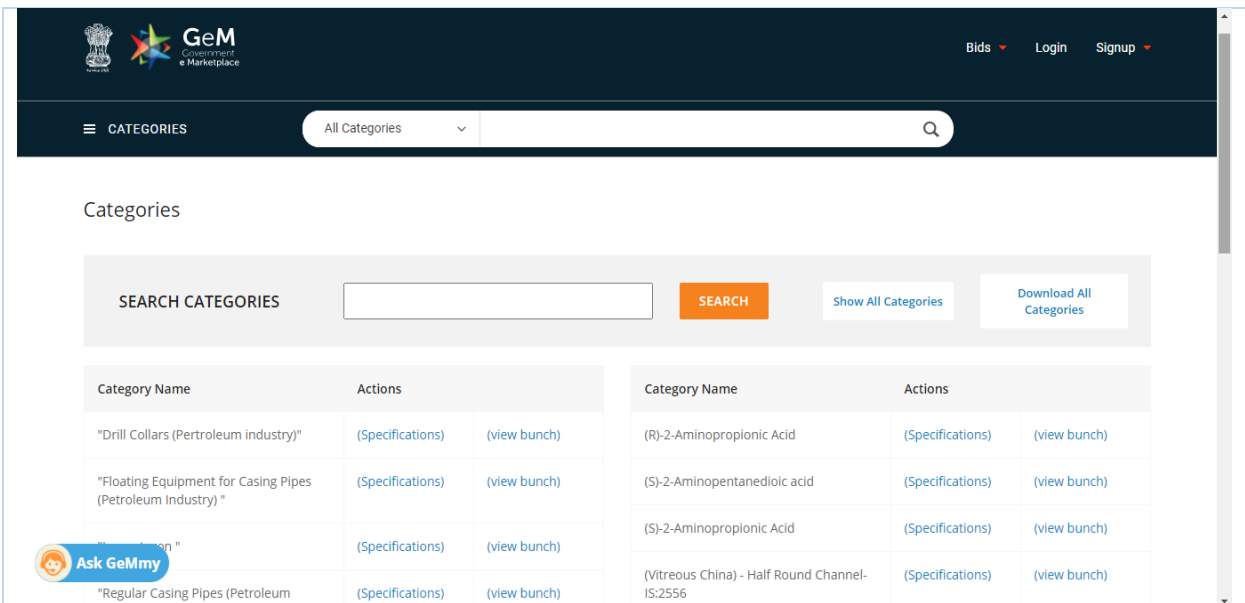 GeM
Government
e Marketplace
Bids
Login
Signup
CATEGORIES
All Categories
Categories
SEARCH CATEGORIES
SEARCH
Show All Categories
Download All
Categories
Category Name Actions
"Drill Collars (Pertroleum industry)" (Specifications) (view bunch)
"Floating Equipment for Casing Pipes
(Petroleum Industry) "
(Specifications) (view bunch)
(Specifications) (view bunch)
"Regular Casing Pipes (Petroleum (Specifications) (view bunch)
Category Name Actions
(R)-2-Aminopropionic Acid (Specifications) (view bunch)
(S)-2-Aminopentanedioic acid (Specifications) (view bunch)
(S)-2-Aminopropionic Acid (Specifications) (view bunch)
(Vitreous China) - Half Round Channel-
IS:2556
(Specifications) (view bunch)
Ask GeMmy